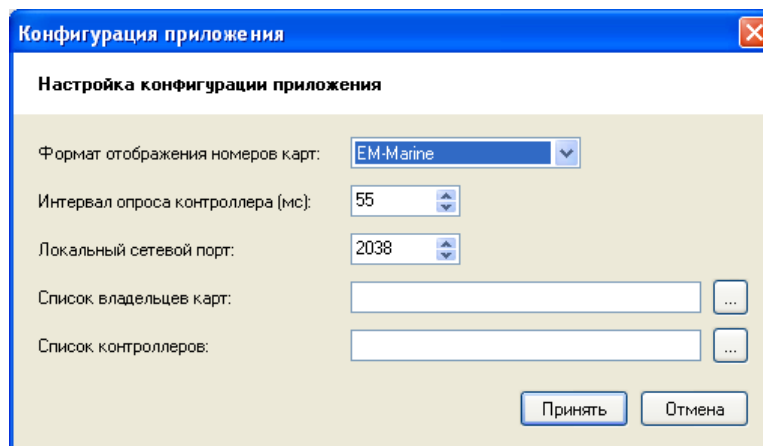 Конфигурация приложения
Настройка конфигурации приложения
Формат отображения номеров карт: EM-Marine
Интервал опроса контроллера (мс): 55
Локальный сетевой порт: 2038
Список владельцев карт: ...
Список контроллеров: ...
Принять Отмена